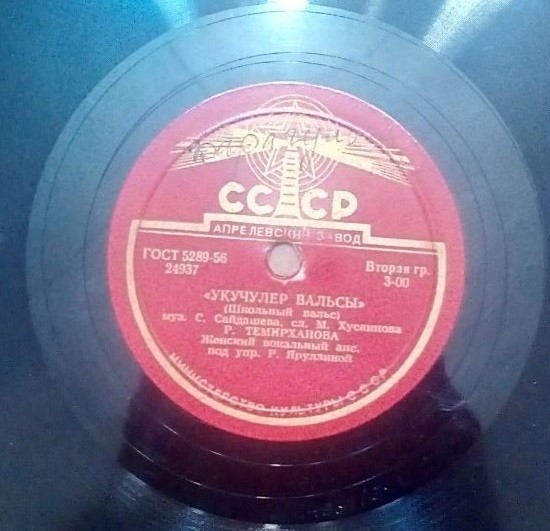 СССР
АПРЕЛЕВСКИЙ ЗАВОД
ГОСТ 5289-56
24937
Вторая гр.
3-00
«УКУЧУЛЕР ВАЛЬСЫ»
(Школьный вальс)
муз. С. Сайдашева, сл. М. Хусаинова
Р. ТЕМИРХАНОВА
Женский вокальный анс.
под упр. Р. Яруллиной
МИНИСТЕРСТВО КУЛЬТУРЫ СССР